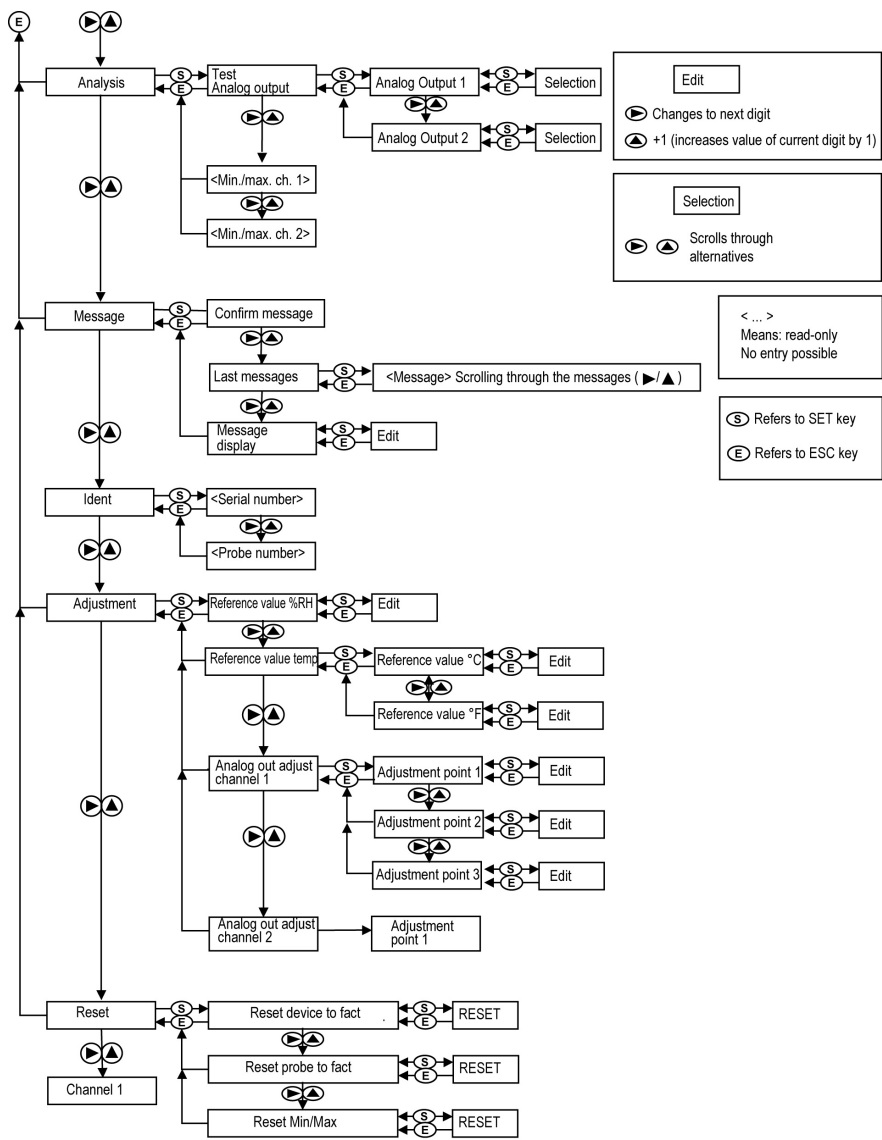 E
Analysis
S
E
Test
Analog output
S
E
Analog Output 1
S
E
Selection
Analog Output 2
S
E
Selection
<Min./max. ch. 1>
<Min./max. ch. 2>
Edit
Changes to next digit
+1 (increases value of current digit by 1)
Selection
Scrolls through
alternatives
< ... >
Means: read-only
No entry possible
S Refers to SET key
E Refers to ESC key
Message
S
E
Confirm message
Last messages
S
E
<Message> Scrolling through the messages ( ▶/▲ )
Message
display
S
E
Edit
Ident
S
E
<Serial number>
<Probe number>
Adjustment
S
E
Reference value %RH
S
E
Edit
Reference value temp
S
E
Reference value °C
S
E
Edit
Reference value °F
S
E
Edit
Analog out adjust
channel 1
S
E
Adjustment point 1
S
E
Edit
Adjustment point 2
S
E
Edit
Adjustment point 3
S
E
Edit
Analog out adjust
channel 2
Adjustment
point 1
Reset
S
E
Reset device to fact .
S
E
RESET
Reset probe to fact
S
E
RESET
Reset Min/Max
S
E
RESET
Channel 1